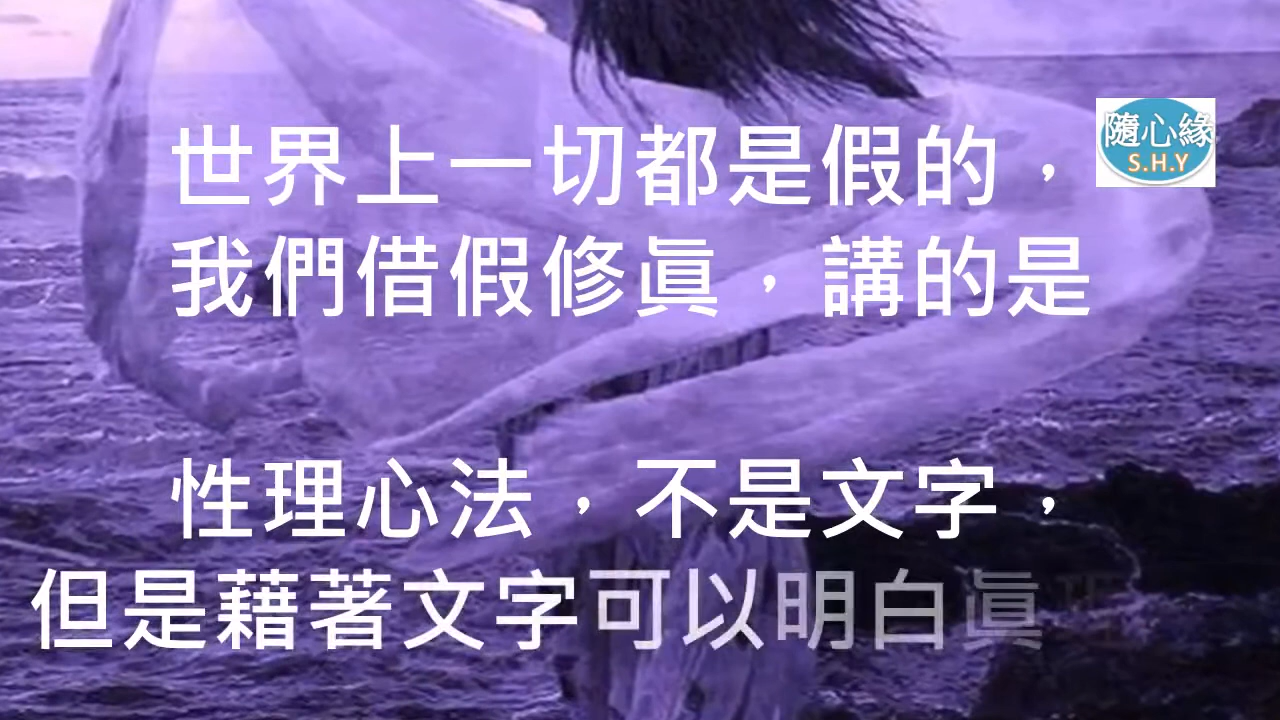 世界上一切都是假的，
隨心緣
S.H.Y
我們借假修眞，講的是
性理心法，不是文字，
但是藉著文字可以明白眞理